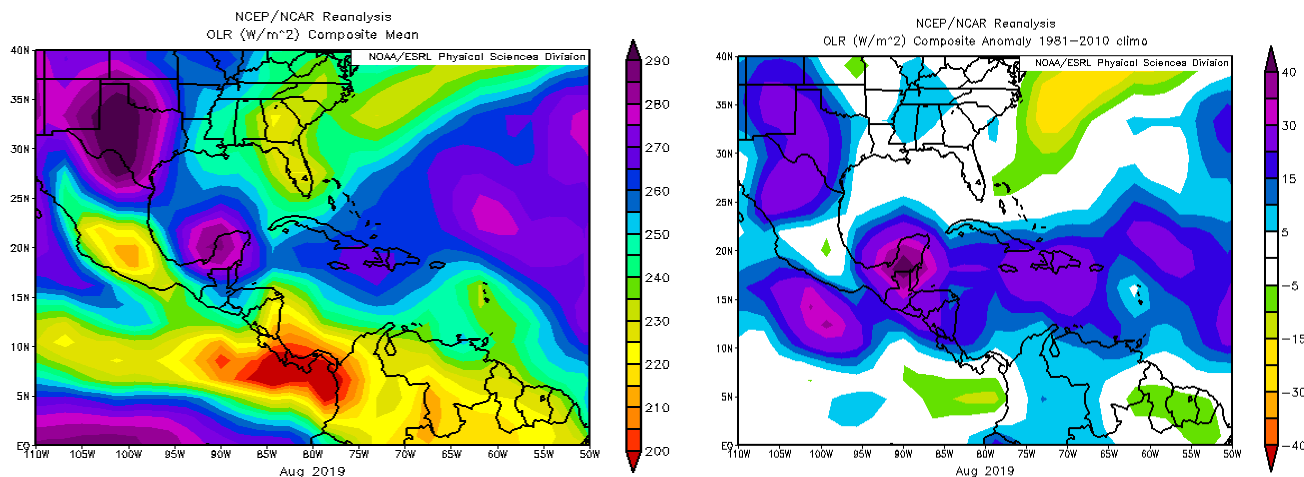 NCEP/NCAR Reanalysis
OLR (W/m^2) Composite Mean
NOAA/ESRL Physical Sciences Division
40N
35N
30N
25N
20N
15N
10N
5N
EQ
110W 105W 100W 95W 90W 85W 80W 75W 70W 65W 60W 55W 50W
Aug 2019
290
280
270
260
250
240
230
220
210
200
NCEP/NCAR Reanalysis
OLR (W/m^2) Composite Anomaly 1981-2010 climo
NOAA/ESRL Physical Sciences Division
40N
35N
30N
25N
20N
15N
10N
5N
EQ
110W 105W 100W 95W 90W 85W 80W 75W 70W 65W 60W 55W 50W
Aug 2019
40
30
15
5
-5
-15
-30
-40